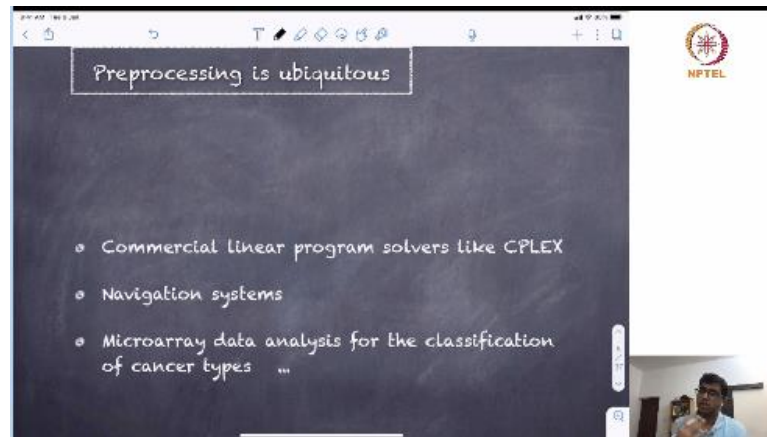 Preprocessing is ubiquitous
NPTEL
Commercial linear program solvers like CPLEX
Navigation systems
Microarray data analysis for the classification
of cancer types ...